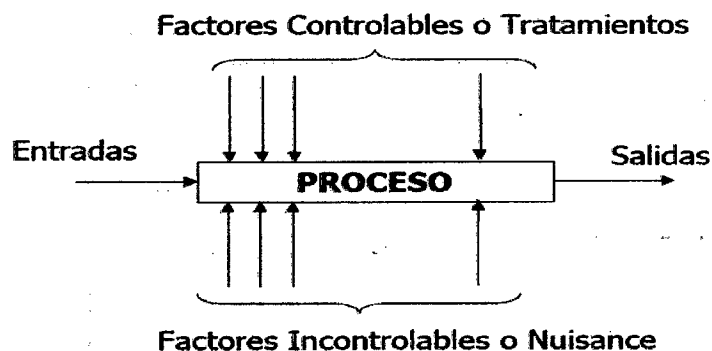 Factores Controlables o Tratamientos
Entradas
PROCESO
Salidas
Factores Incontrolables o Nuisance